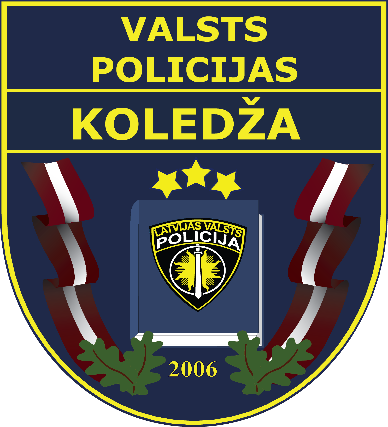 VALSTS
POLICIJAS
KOLEDŽA
LATVIJAS VALSTS
POLICIJA
2006